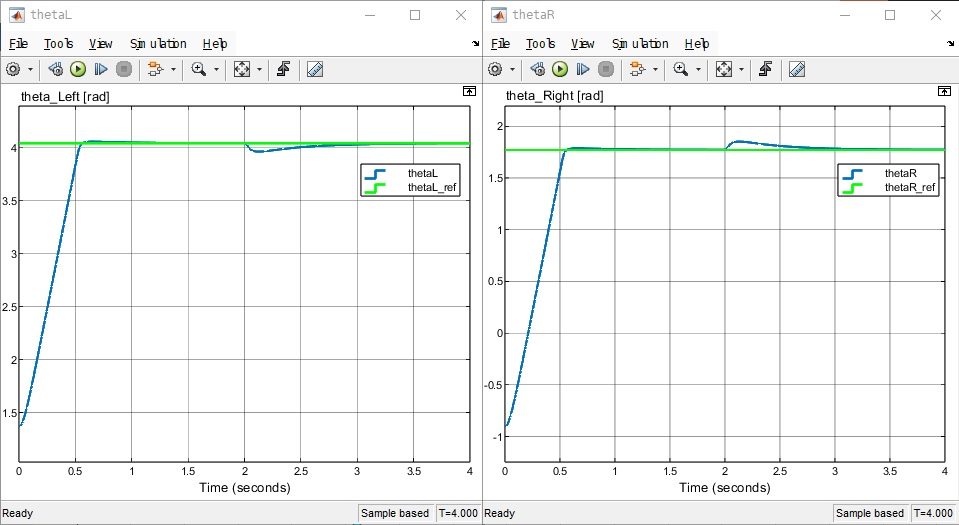 thetaL
File Tools View Simulation Help
theta_Left [rad]
4
3.5
3
2.5
2
1.5
0 0.5 1 1.5 2 2.5 3 3.5 4
Time (seconds)
thetaL
thetaL_ref
Ready Sample based T=4.000
thetaR
File Tools View Simulation Help
theta_Right [rad]
2
1.5
1
0.5
0
-0.5
-1
0 0.5 1 1.5 2 2.5 3 3.5 4
Time (seconds)
thetaR
thetaR_ref
Ready Sample based T=4.000